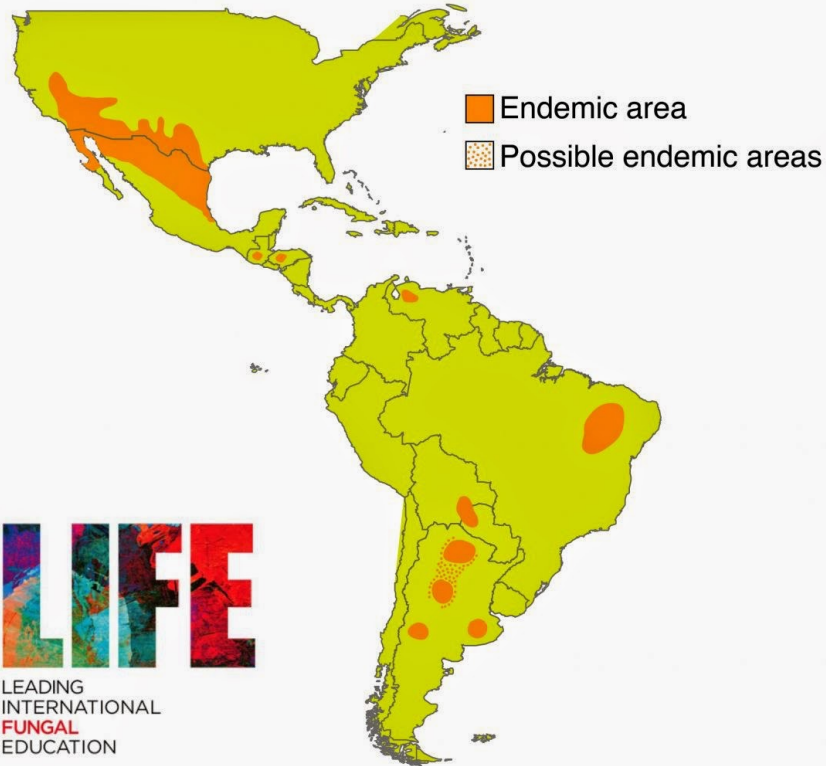 Endemic area
Possible endemic areas
LIFE
LEADING
INTERNATIONAL
FUNGAL
EDUCATION